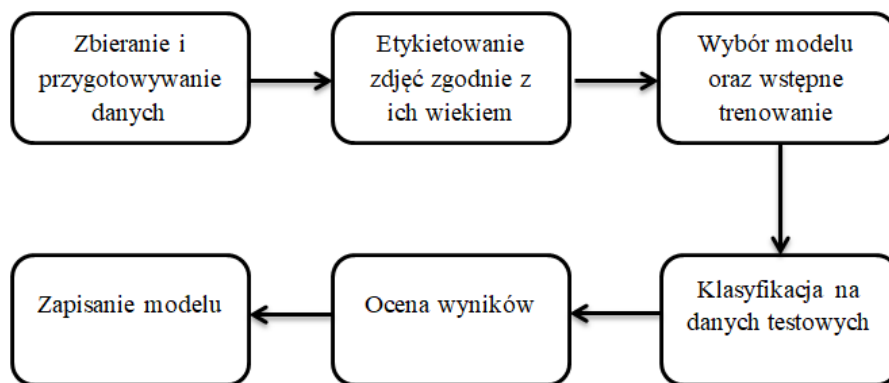 Zbieranie i
przygotowywanie
danych
Etykietowanie
zdjęć zgodnie z
ich wiekiem
Wybór modelu
oraz wstępne
trenowanie
Klasyfikacja na
danych testowych
Ocena wyników
Zapisanie modelu